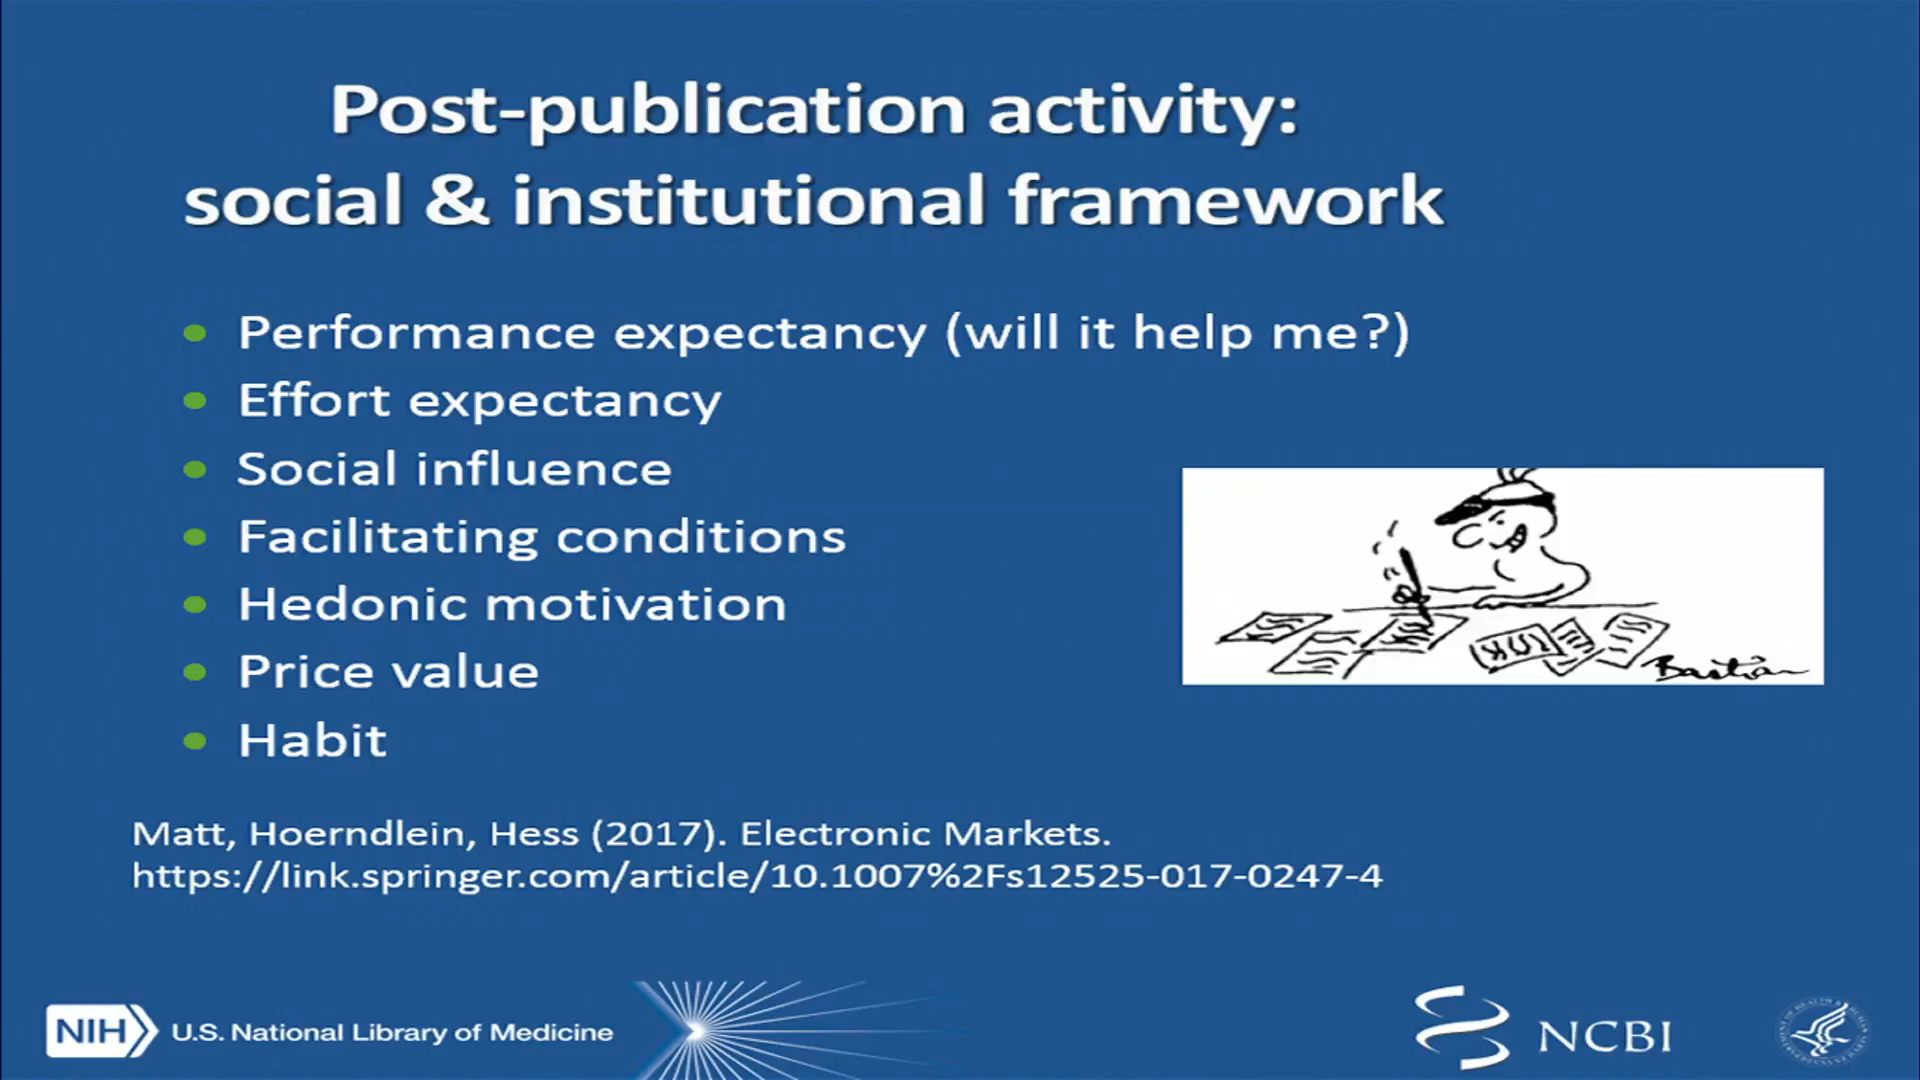 Post-publication activity:
social & institutional framework
Performance expectancy (will it help me?)
Effort expectancy
Social influence
Facilitating conditions
Hedonic motivation
Price value
Habit
Bastian
Matt, Hoerndlein, Hess (2017). Electronic Markets.
https://link.springer.com/article/10.1007%2Fs12525-017-0247-4
NIH U.S. National Library of Medicine
NCBI